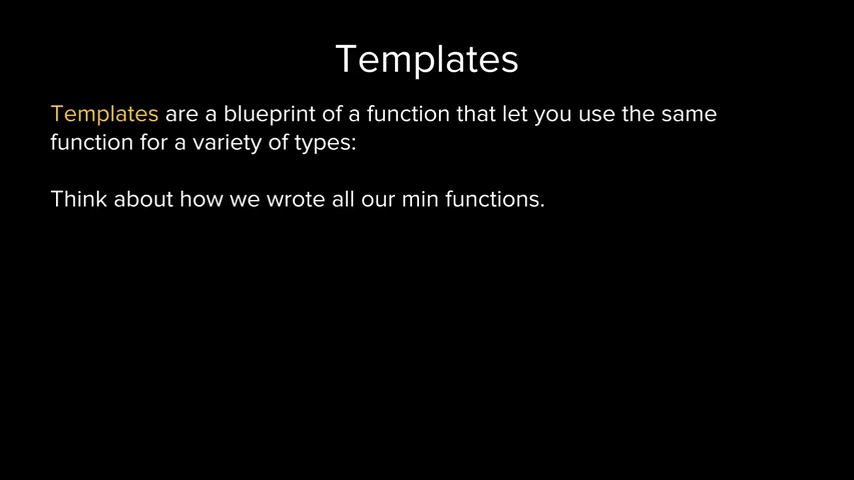 Templates
Templates are a blueprint of a function that let you use the same
function for a variety of types:
Think about how we wrote all our min functions.